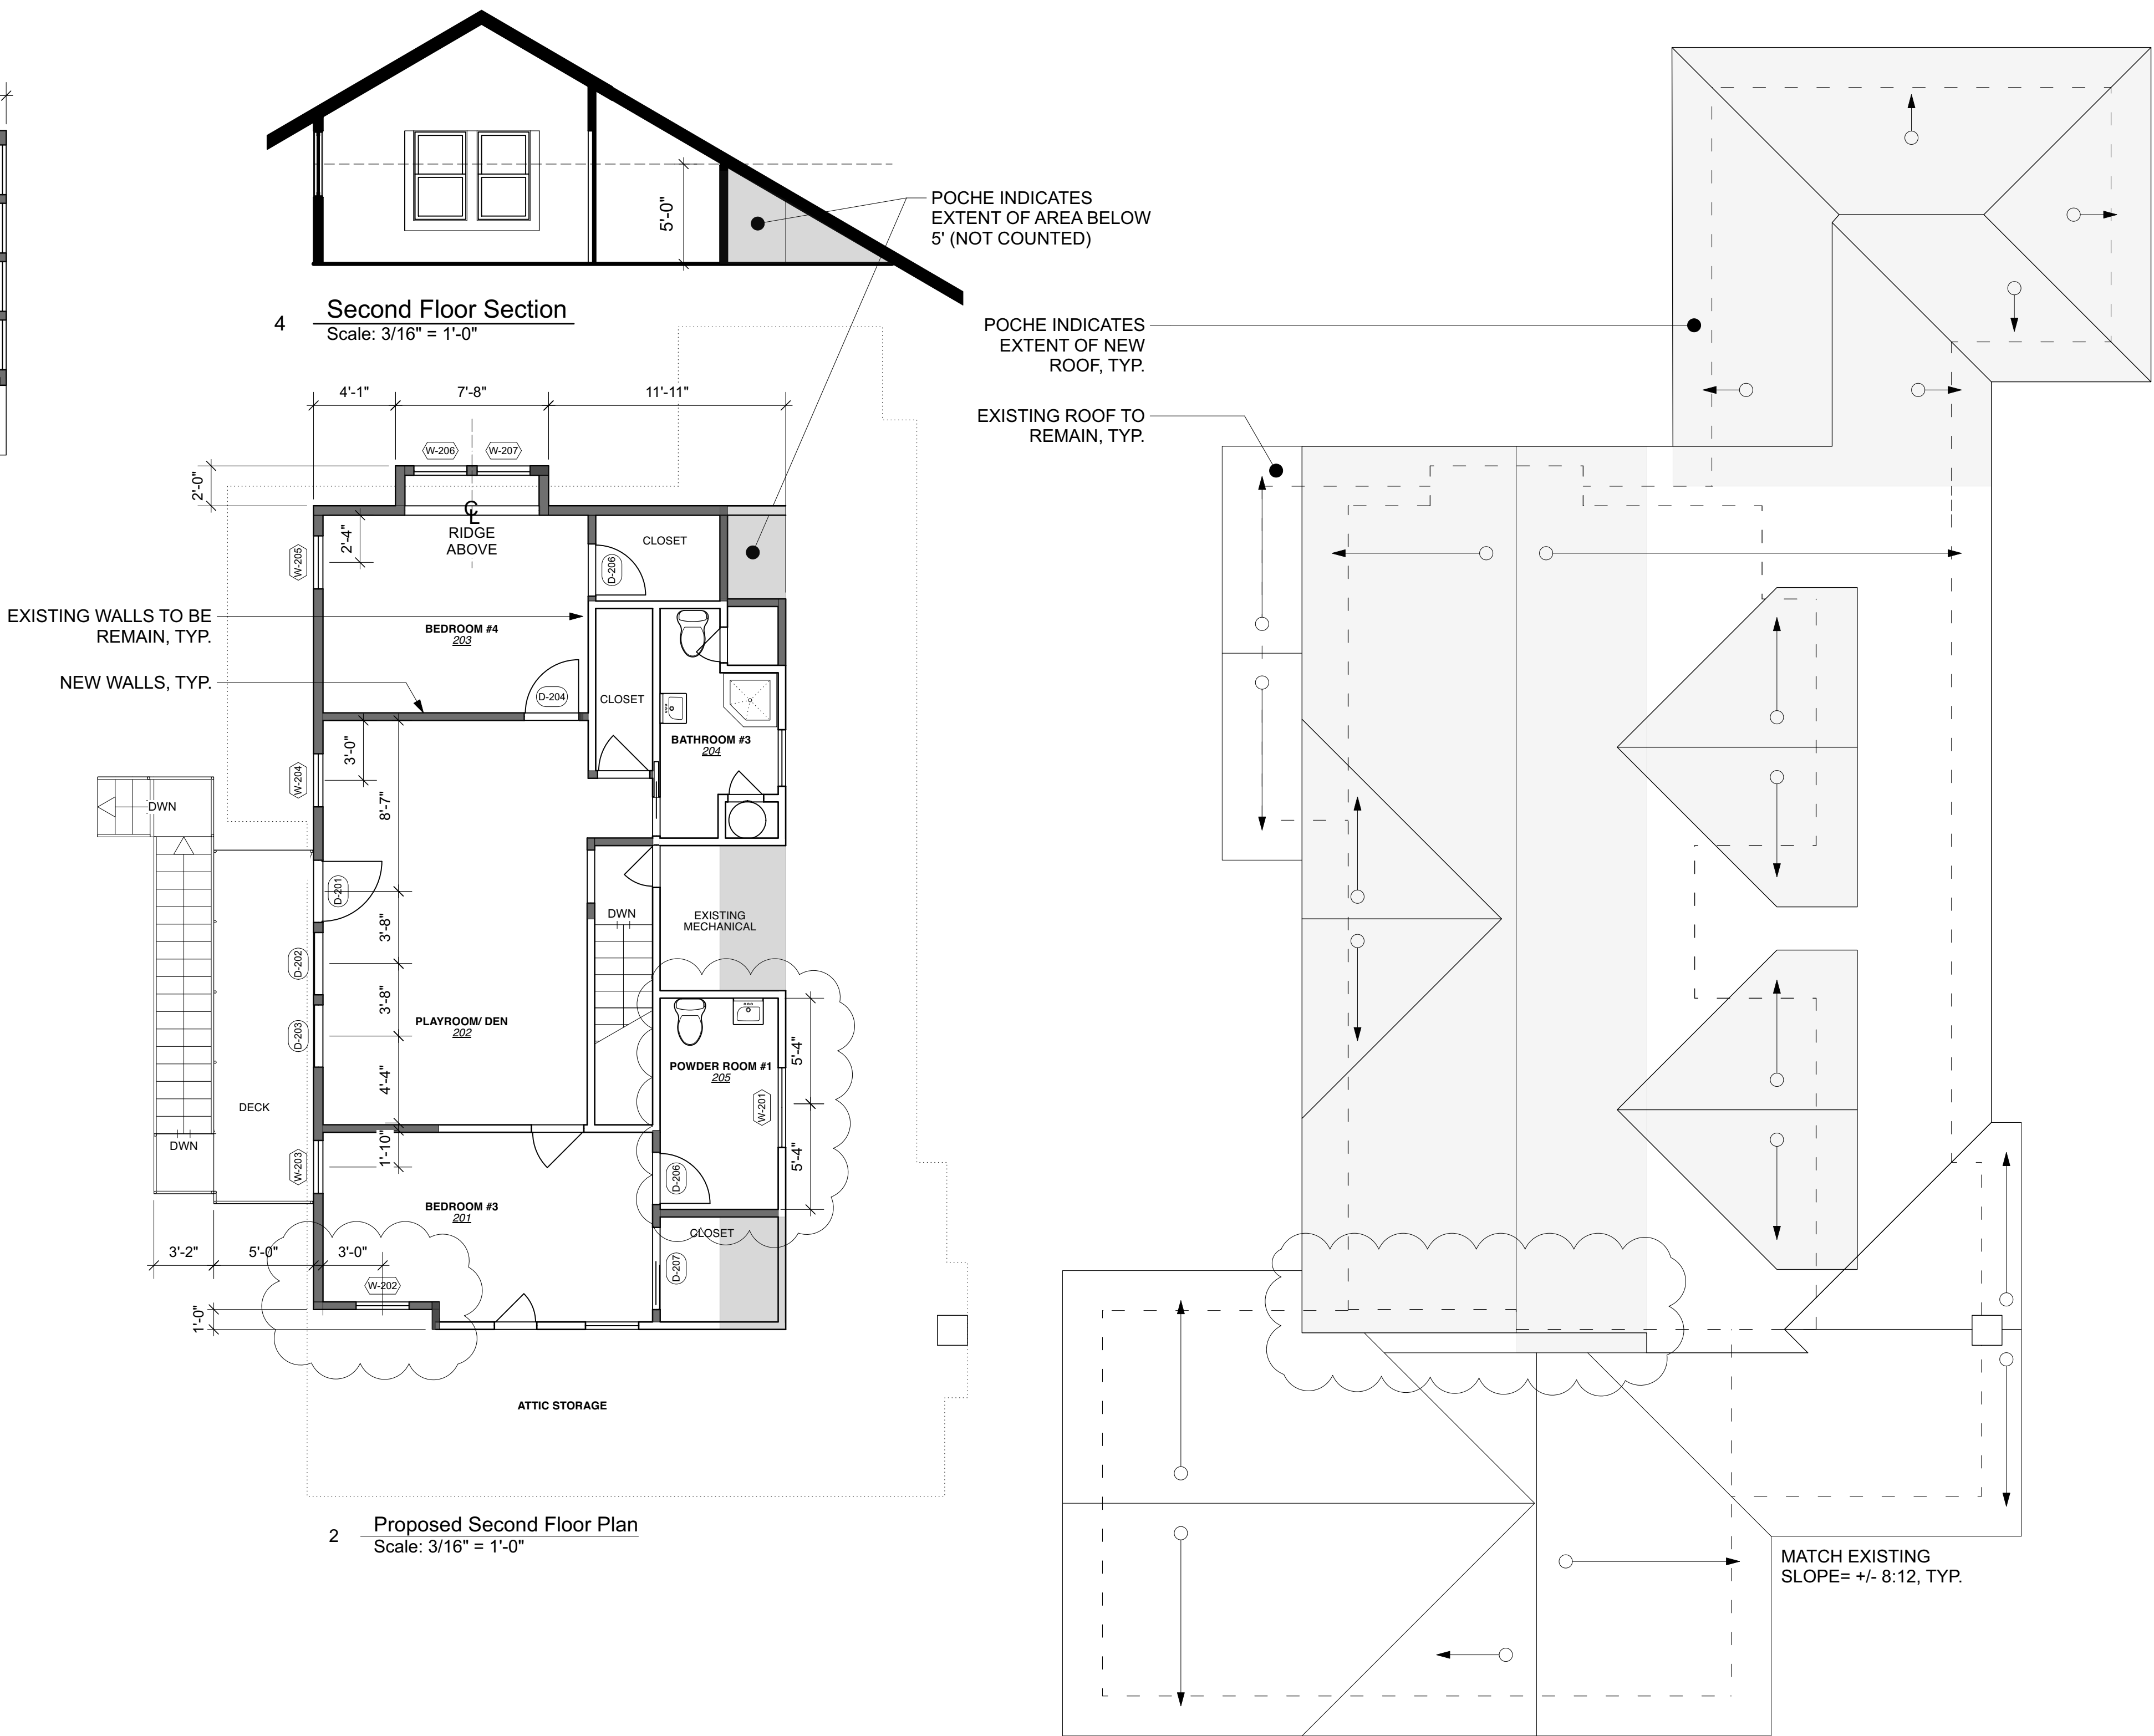 5'-0"
POCHE INDICATES
EXTENT OF AREA BELOW
5' (NOT COUNTED)
4
Second Floor Section
Scale: 3/16" = 1'-0"
POCHE INDICATES
EXTENT OF NEW
ROOF, TYP.
EXISTING ROOF TO
REMAIN, TYP.
4'-1"
7'-8"
11'-11"
W-206
W-207
2'-0"
CL
RIDGE
ABOVE
2'-4"
CLOSET
W-205
D-206
EXISTING WALLS TO BE
REMAIN, TYP.
BEDROOM #4
203
NEW WALLS, TYP.
D-204
CLOSET
BATHROOM #3
204
3'-0"
W-204
8'-7"
DWN
D-201
DWN
EXISTING
MECHANICAL
3'-8"
D-202
3'-8"
D-203
PLAYROOM/ DEN
202
5'-4"
POWDER ROOM #1
205
4'-4"
W-201
DECK
DWN
1'-10"
W-203
5'-4"
D-206
BEDROOM #3
201
CLOSET
3'-2"
5'-0"
3'-0"
D-207
W-202
1'-0"
ATTIC STORAGE
2
Proposed Second Floor Plan
Scale: 3/16" = 1'-0"
MATCH EXISTING
SLOPE= +/- 8:12, TYP.